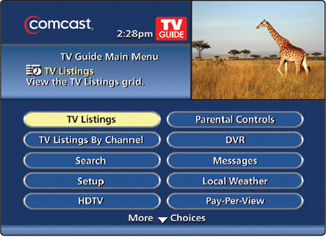 comcast.
2:28pm
TV
GUIDE
TV Guide Main Menu
TV Listings
View the TV Listings grid.
TV Listings
Parental Controls
TV Listings By Channel
DVR
Search
Messages
Setup
Local Weather
HDTV
Pay-Per-View
More Choices